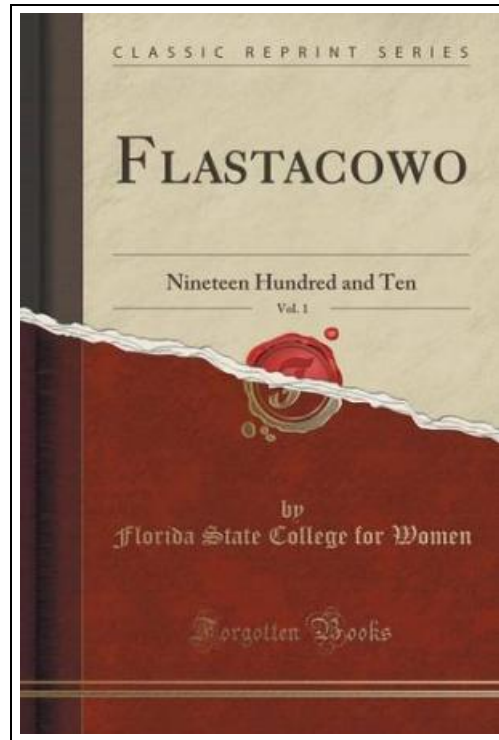 CLASSIC REPRINT SERIES
FLASTACOWO
Nineteen Hundred and Ten
Vol. 1
F
by
Florida State College for Women
Forgotten Books